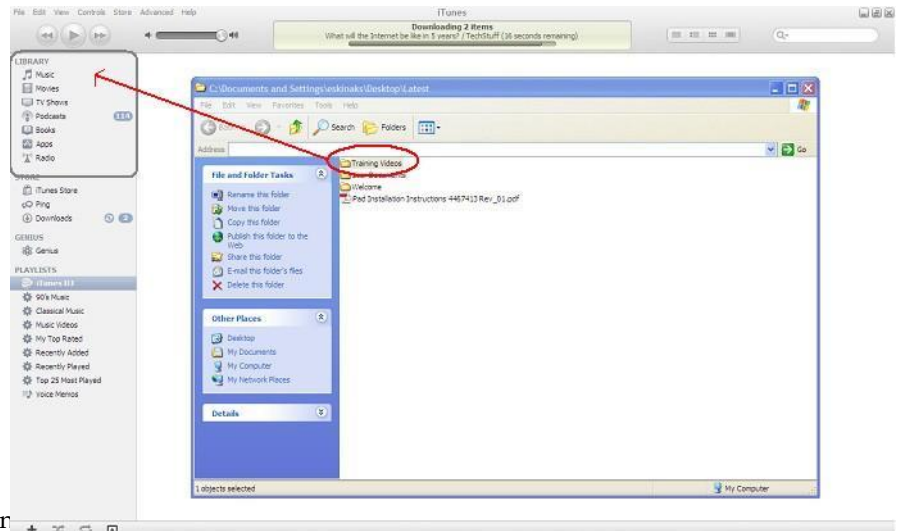 File Edit View Controls Store Advanced Help
iTunes
Downloading 2 items
What will the Internet be like in 5 years? / TechStuff (16 seconds remaining)
Q-
LIBRARY
Music
Movies
TV Shows
Podcasts 114
Books
Apps
Radio
iTunes Store
Ping
Downloads 2
GENIUS
Genius
PLAYLISTS
iTunes DJ
90's Music
Classical Music
Music Videos
My Top Rated
Recently Added
Recently Played
Top 25 Most Played
Voice Memos
C:\Documents and Settings\eskinaks\Desktop\Latest
File Edit View Favorites Tools Help
Search Folders
Address Go
File and Folder Tasks
Rename this folder
Move this folder
Copy this folder
Publish this folder to the
Web
Share this folder
E-mail this folder's files
Delete this folder
Other Places
Desktop
My Documents
My Computer
My Network Places
Details
Training Videos
User Documents
Welcome
iPad Installation Instructions 4467413 Rev_01.pdf
1 objects selected
My Computer